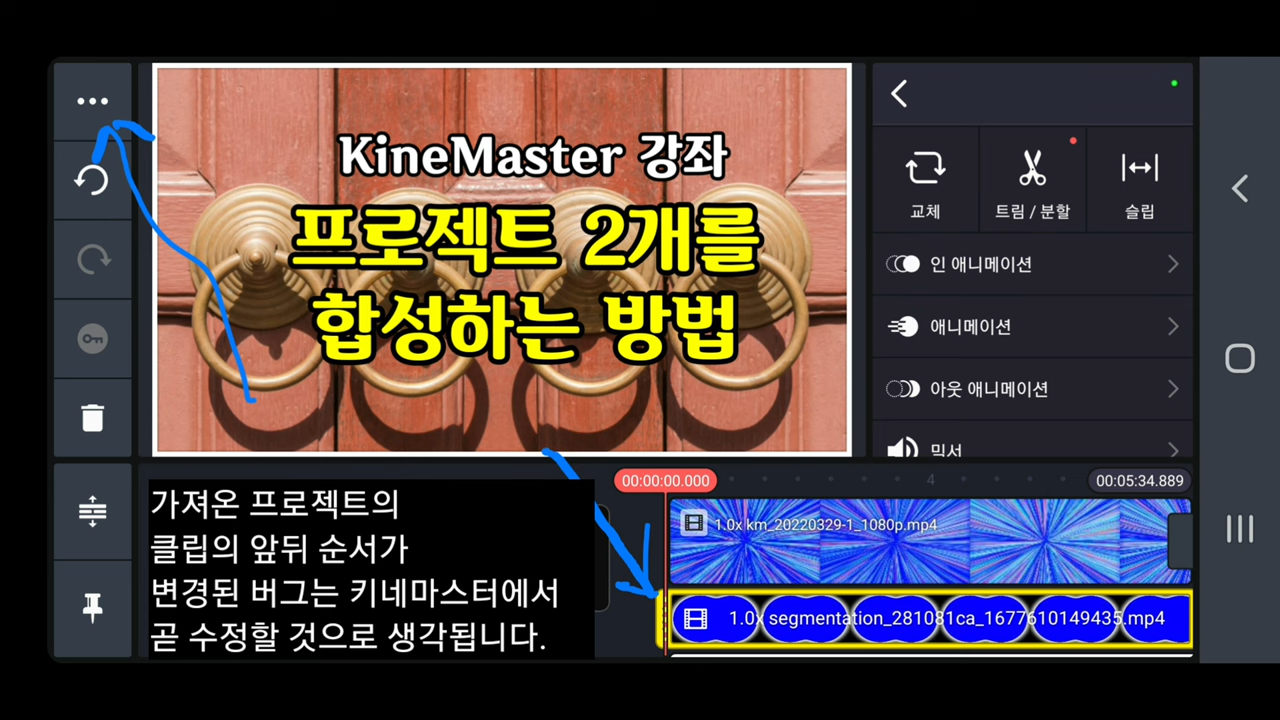 KineMaster 강좌
프로젝트 2개를
합성하는 방법
교체
트림 / 분할
슬립
인 애니메이션
애니메이션
아웃 애니메이션
믹서
00:00:00.000
4
00:05:34.889
1.0x km_20220329-1_1080p.mp4
1.0x segmentation_281081ca_1677610149435.mp4
가져온 프로젝트의
클립의 앞뒤 순서가
변경된 버그는 키네마스터에서
곧 수정할 것으로 생각됩니다.